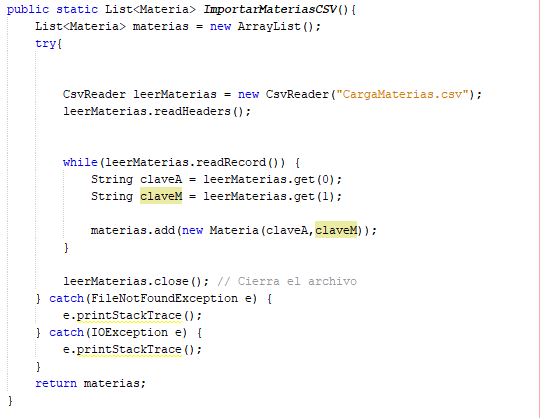 public static List<Materia> ImportarMateriasCSV(){
    List<Materia> materias = new ArrayList();
    try{
        CsvReader leerMaterias = new CsvReader("CargaMaterias.csv");
        leerMaterias.readHeaders();
        while(leerMaterias.readRecord()) {
            String claveA = leerMaterias.get(0);
            String claveM = leerMaterias.get(1);
            materias.add(new Materia(claveA,claveM));
        }
        leerMaterias.close(); // Cierra el archivo
    } catch(FileNotFoundException e) {
        e.printStackTrace();
    } catch(IOException e) {
        e.printStackTrace();
    }
    return materias;
}